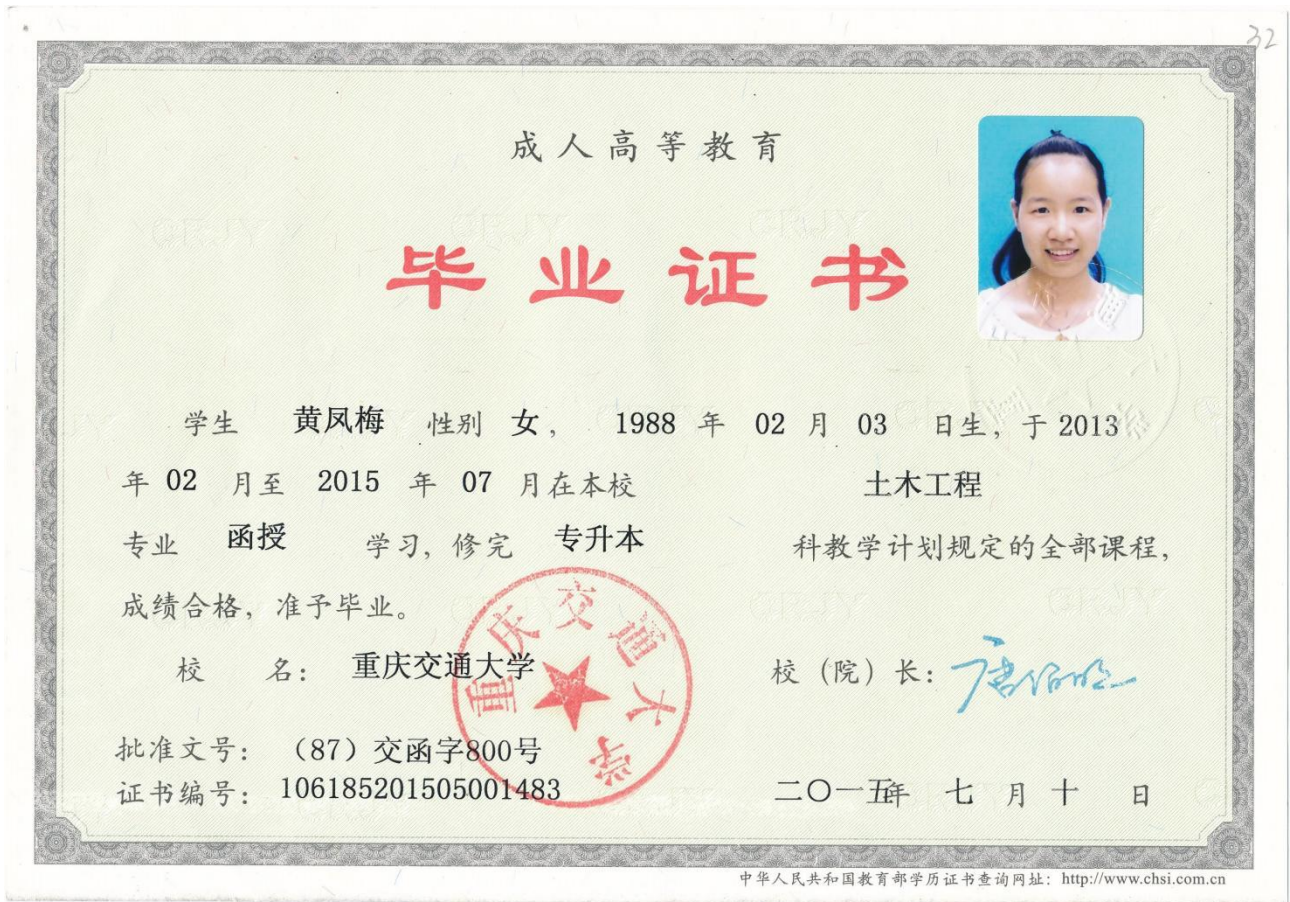 32
成人高等教育
毕业证书
学生 黄凤梅 性别 女， 1988 年 02 月 03 日生，于 2013
年 02 月至 2015 年 07 月在本校 土木工程
专业 函授 学习，修完 专升本 科教学计划规定的全部课程，
成绩合格，准予毕业。
校 名： 重庆交通大学 校（院）长： 唐伯明
重庆交通大学
批准文号： （87）交函字800号
证书编号： 106185201505001483 二〇一五年 七 月 十 日
中华人民共和国教育部学历证书查询网址：http://www.chsi.com.cn